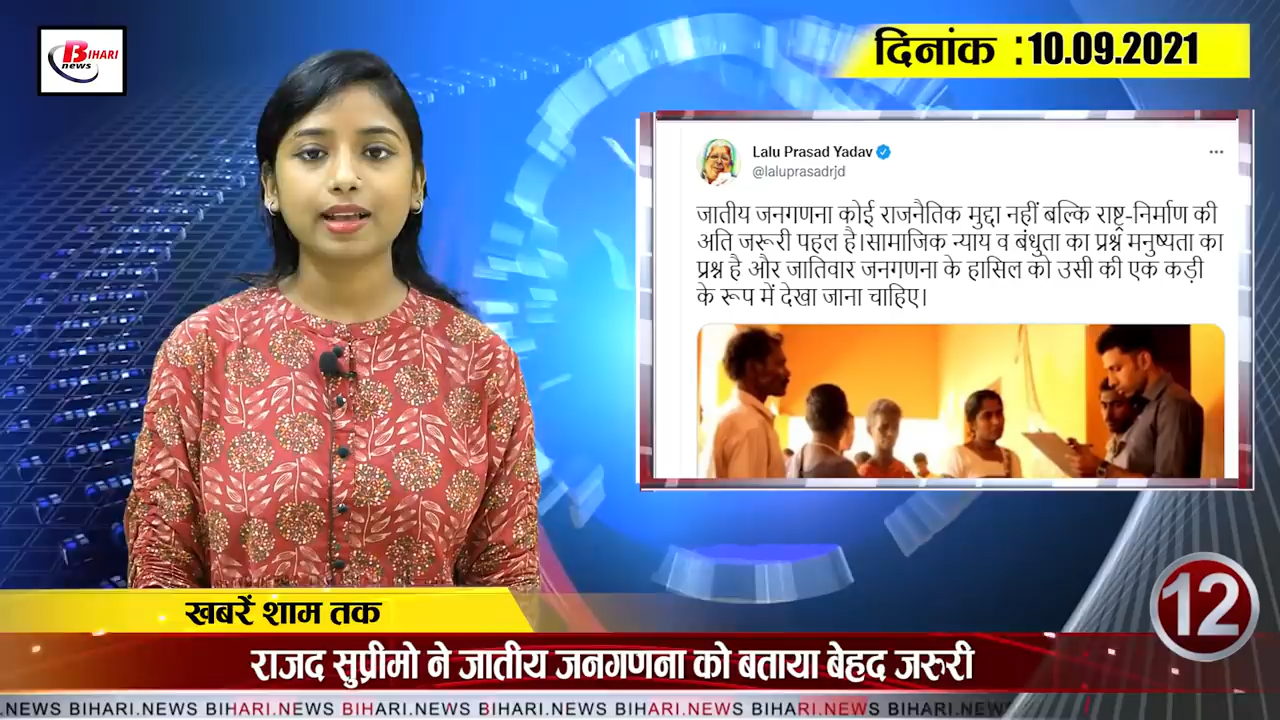 BIHARI
news
दिनांक : 10.09.2021
Lalu Prasad Yadav
@laluprasadrjd
जातीय जनगणना कोई राजनैतिक मुद्दा नहीं बल्कि राष्ट्र-निर्माण की
अति जरूरी पहल है।सामाजिक न्याय व बंधुता का प्रश्न मनुष्यता का
प्रश्न है और जातिवार जनगणना के हासिल को उसी की एक कड़ी
के रूप में देखा जाना चाहिए।
12
खबरें शाम तक
राजद सुप्रीमो ने जातीय जनगणना को बताया बेहद जरुरी
.NEWS BIHARI.NEWS BIHARI.NEWS BIHARI.NEWS BIHARI.NEWS BIHARI.NEWS BIHARI.NEWS BIHARI.NEWS BIHARI.NEWS